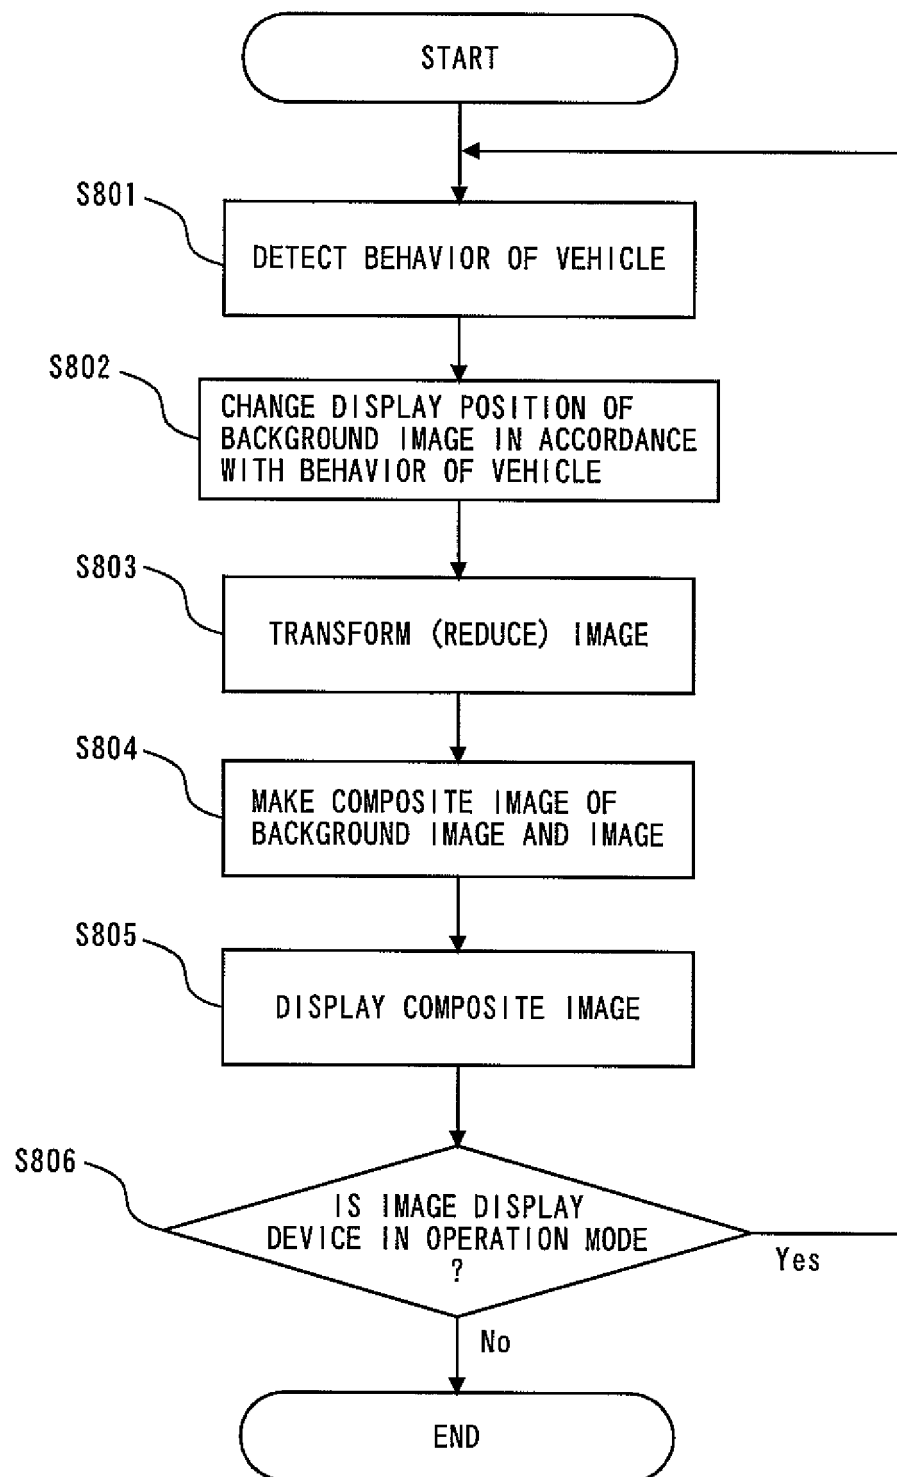 START
S801
DETECT BEHAVIOR OF VEHICLE
S802
CHANGE DISPLAY POSITION OF
BACKGROUND IMAGE IN ACCORDANCE
WITH BEHAVIOR OF VEHICLE
S803
TRANSFORM (REDUCE) IMAGE
S804
MAKE COMPOSITE IMAGE OF
BACKGROUND IMAGE AND IMAGE
S805
DISPLAY COMPOSITE IMAGE
S806
IS IMAGE DISPLAY
DEVICE IN OPERATION MODE
?
Yes
No
END